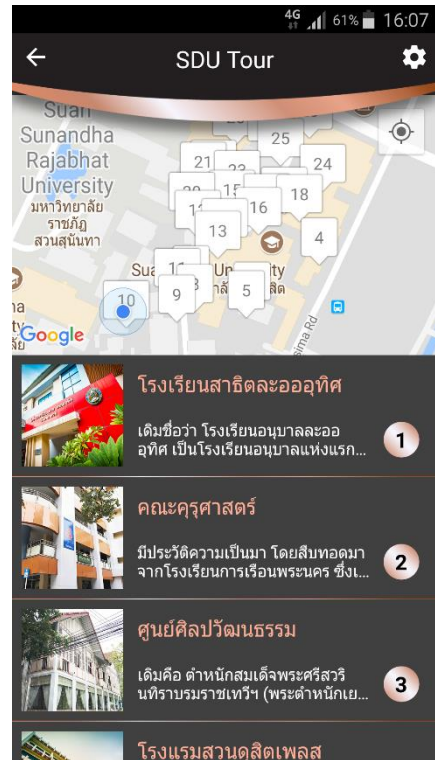 4G 61% 16:07
SDU Tour
Suan
Sunandha
Rajabhat
University
มหาวิทยาลัย
ราชภัฏ
สวนสุนันทา
25
21
24
18
16
13
4
10
9
5
Google
โรงเรียนสาธิตละอออุทิศ
เดิมชื่อว่า โรงเรียนอนุบาลละออ
อุทิศ เป็นโรงเรียนอนุบาลแห่งแรก...
1
คณะครุศาสตร์
มีประวัติความเป็นมา โดยสืบทอดมา
จากโรงเรียนการเรือนพระนคร ซึ่งเ...
2
ศูนย์ศิลปวัฒนธรรม
เดิมคือ ตำหนักสมเด็จพระศรีสวริ
นทิราบรมราชเทวีฯ (พระตำหนักเย...
3
โรงแรมสวนดุสิตเพลส